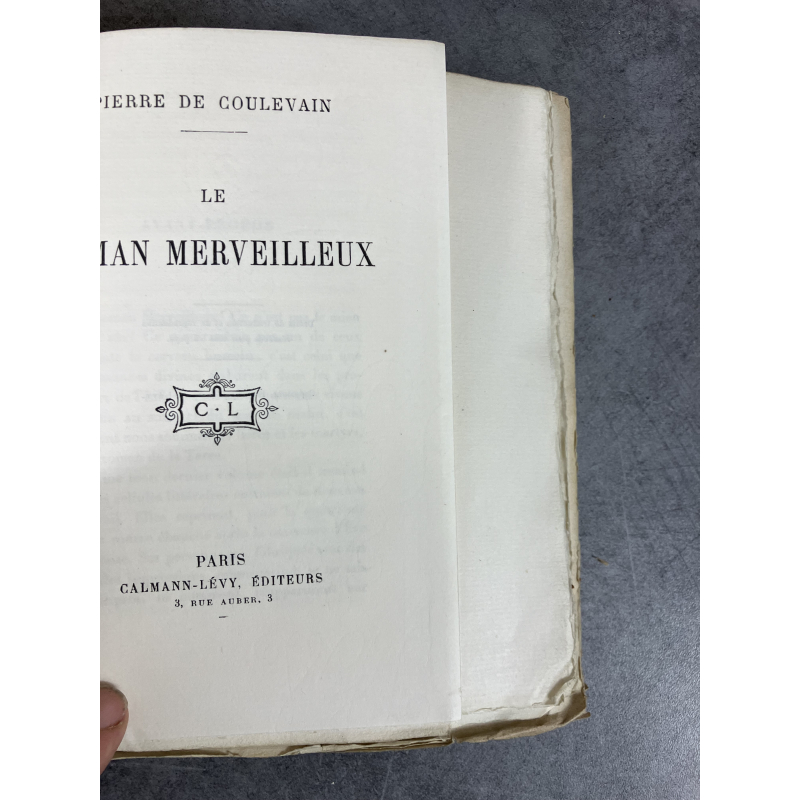 PIERRE DE COULEVAIN
LE
MAN MERVEILLEUX
C · L
PARIS
CALMANN-LÉVY, ÉDITEURS
3, RUE AUBER, 3